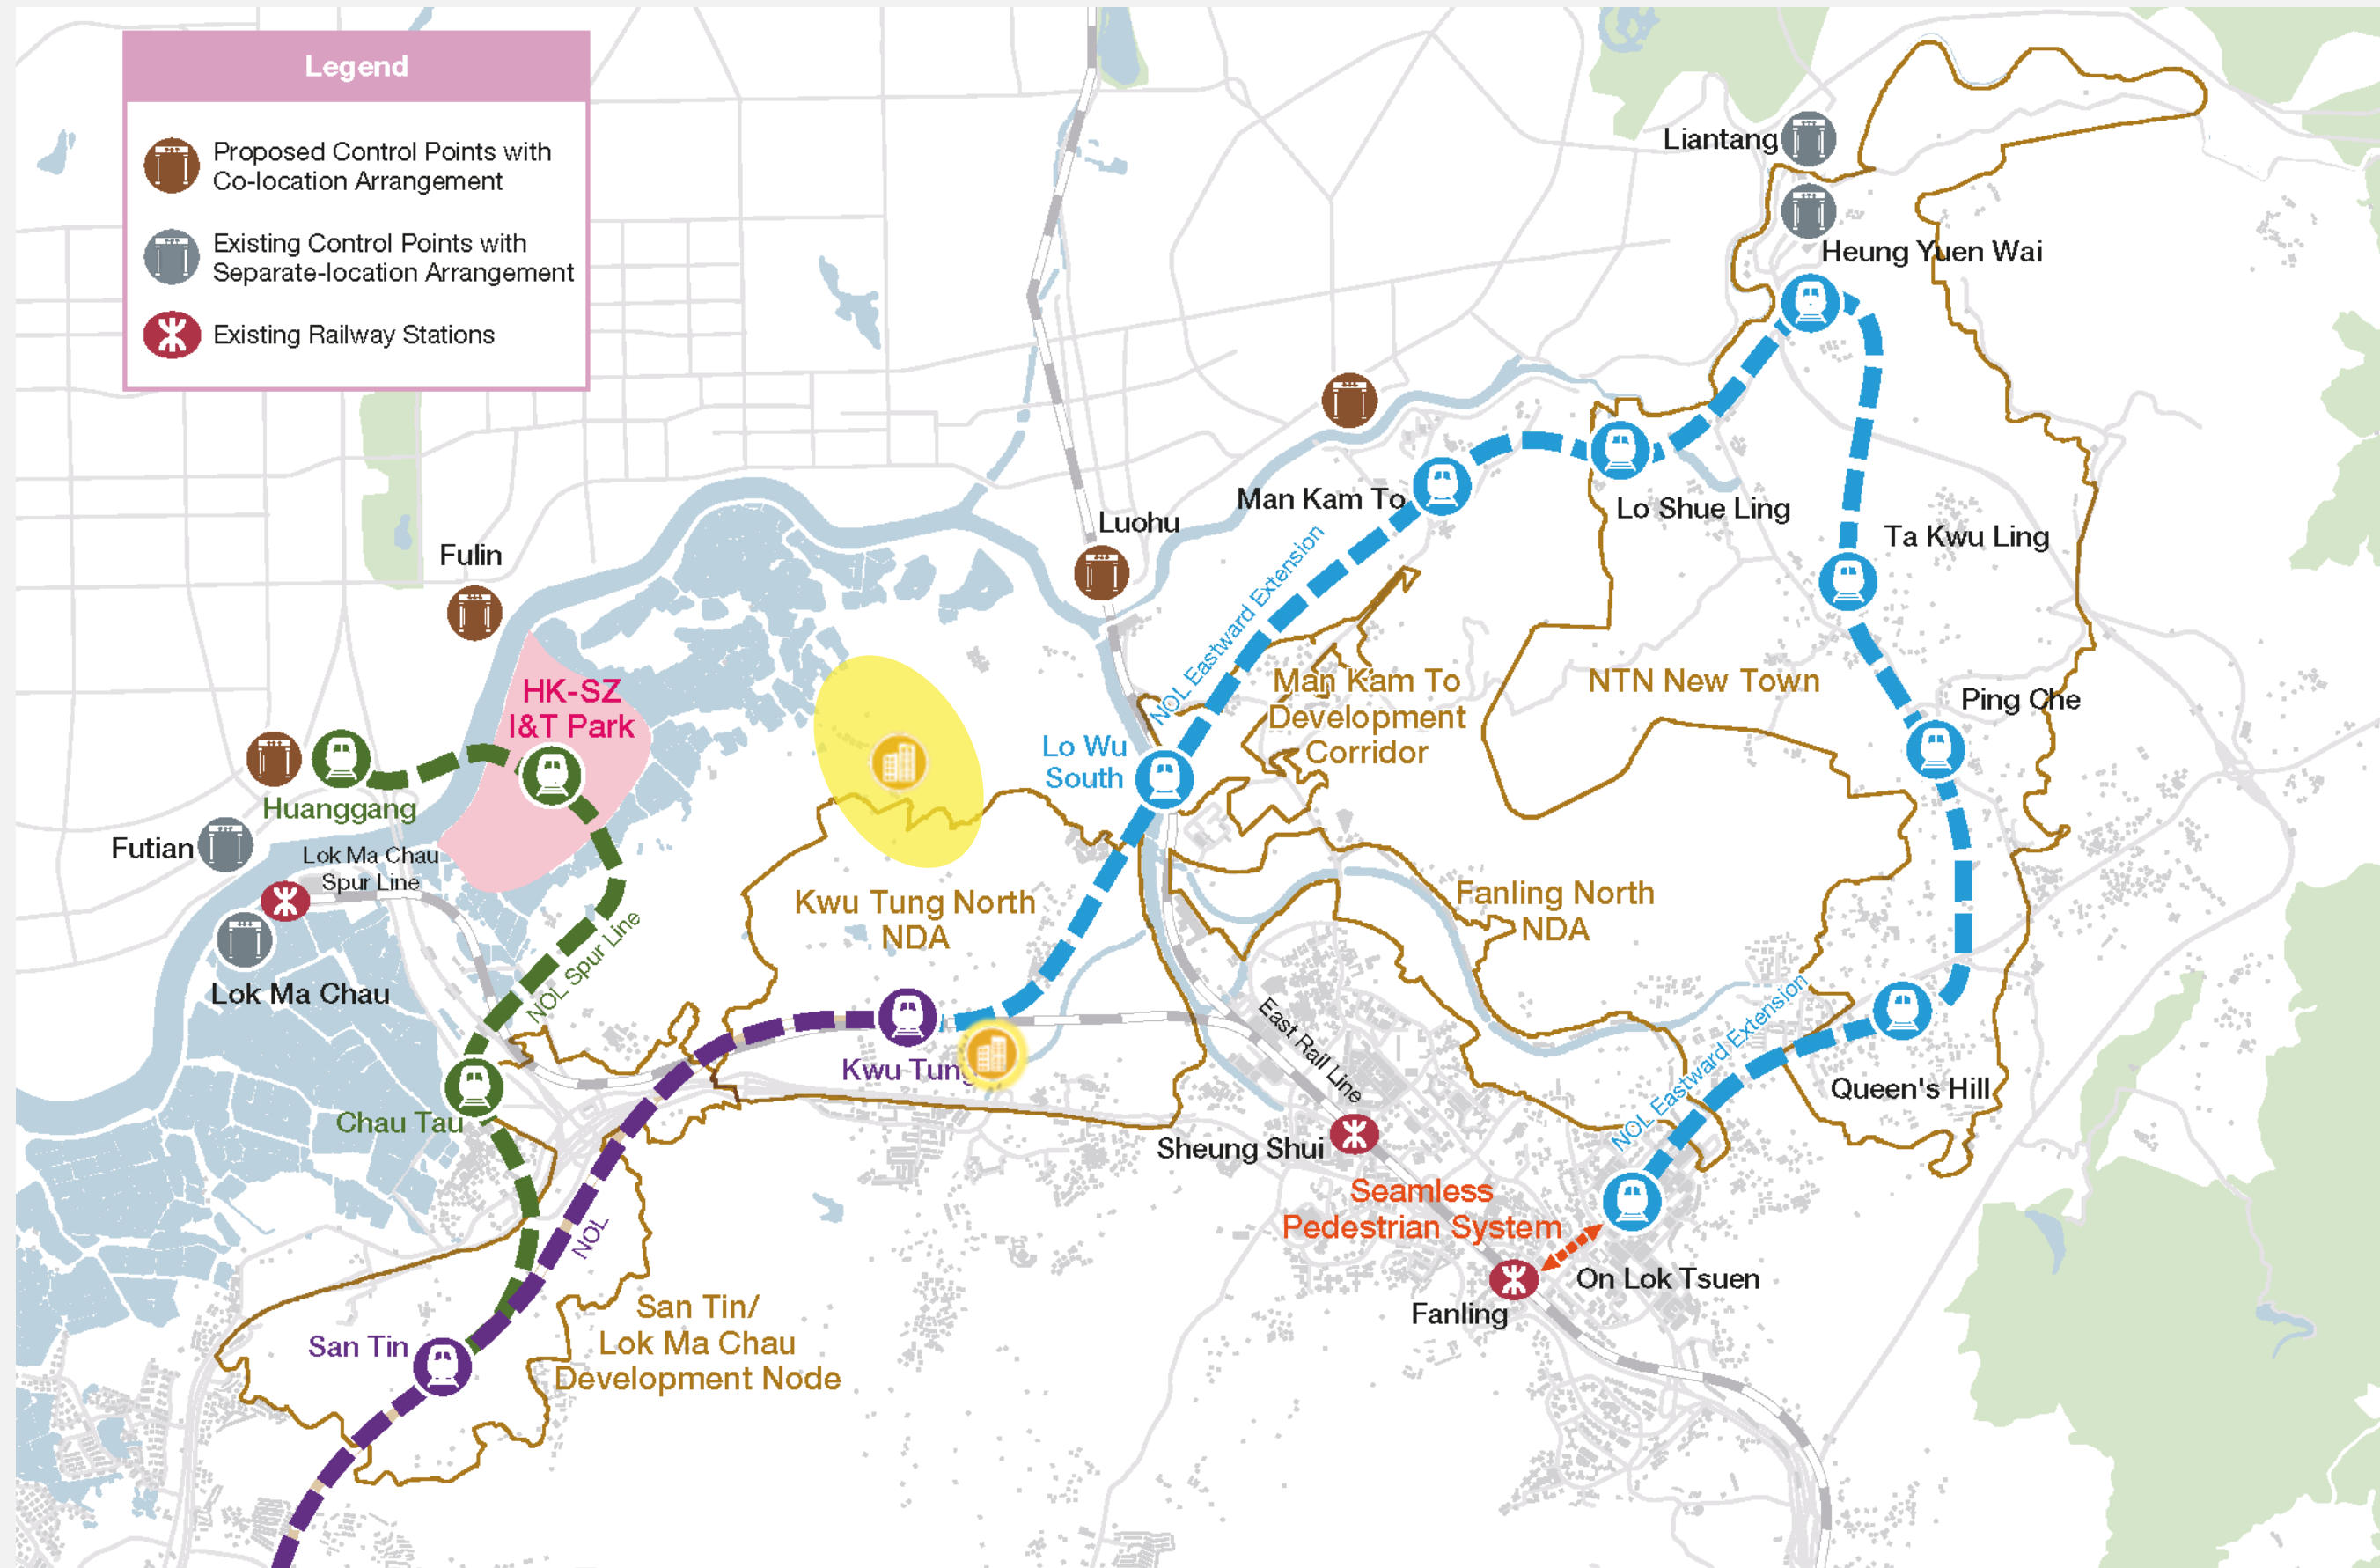 Legend
Proposed Control Points with
Co-location Arrangement
Existing Control Points with
Separate-location Arrangement
Existing Railway Stations
Liantang
Heung Yuen Wai
Man Kam To
Lo Shue Ling
Luohu
Ta Kwu Ling
Fulin
NOL Eastward Extension
HK-SZ
I&T Park
Man Kam To
Development
Corridor
NTN New Town
Ping Che
Lo Wu
South
Huanggang
Futian
Lok Ma Chau
Spur Line
Kwu Tung North
NDA
Fanling North
NDA
NOL Spur Line
Lok Ma Chau
Kwu Tung
East Rail Line
NOL Eastward Extension
Queen's Hill
Chau Tau
Sheung Shui
Seamless
Pedestrian System
NOL
On Lok Tsuen
Fanling
San Tin/
Lok Ma Chau
Development Node
San Tin